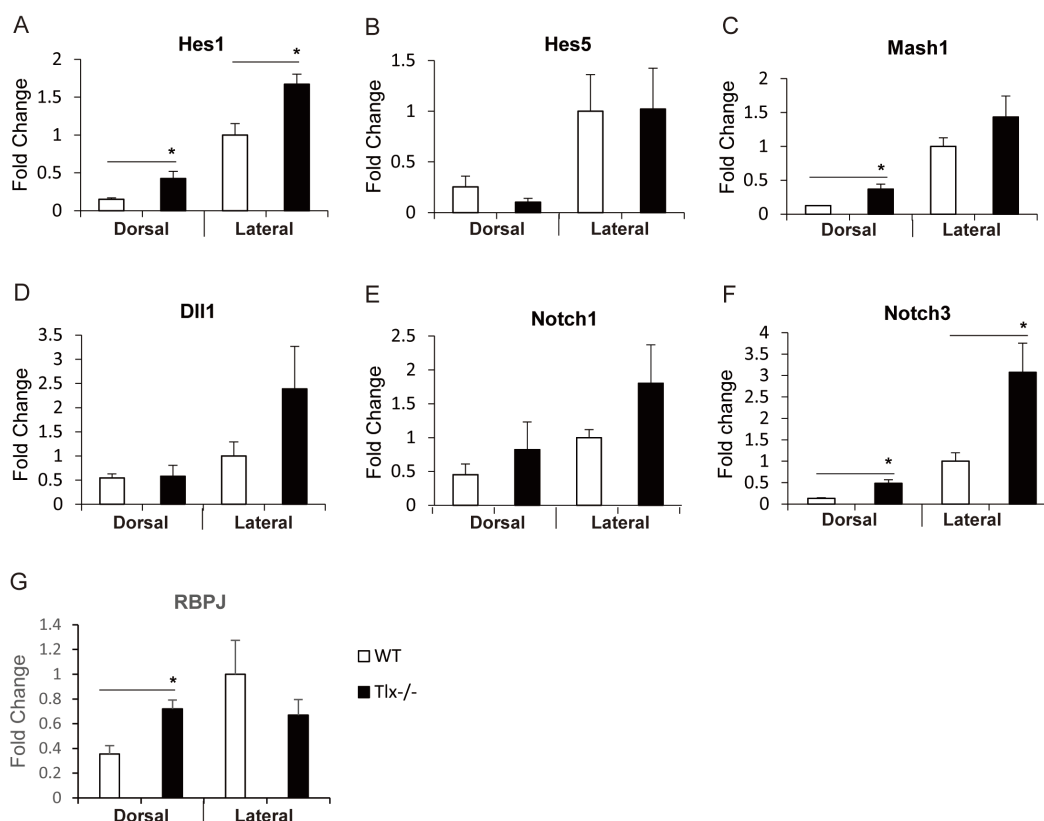 A
Hes1
Fold Change
2
1.5
1
0.5
0
*
*
Dorsal
Lateral
B
Hes5
Fold Change
1.5
1
0.5
0
Dorsal
Lateral
C
Mash1
Fold Change
2
1.5
1
0.5
0
*
Dorsal
Lateral
D
Dll1
Fold Change
3.5
3
2.5
2
1.5
1
0.5
0
Dorsal
Lateral
E
Notch1
Fold Change
2.5
2
1.5
1
0.5
0
Dorsal
Lateral
F
Notch3
Fold change
4
3.5
3
2.5
2
1.5
1
0.5
0
*
*
Dorsal
Lateral
G
RBPJ
Fold Change
1.4
1.2
1
0.8
0.6
0.4
0.2
0
*
Dorsal
Lateral
WT
Tlx-/-